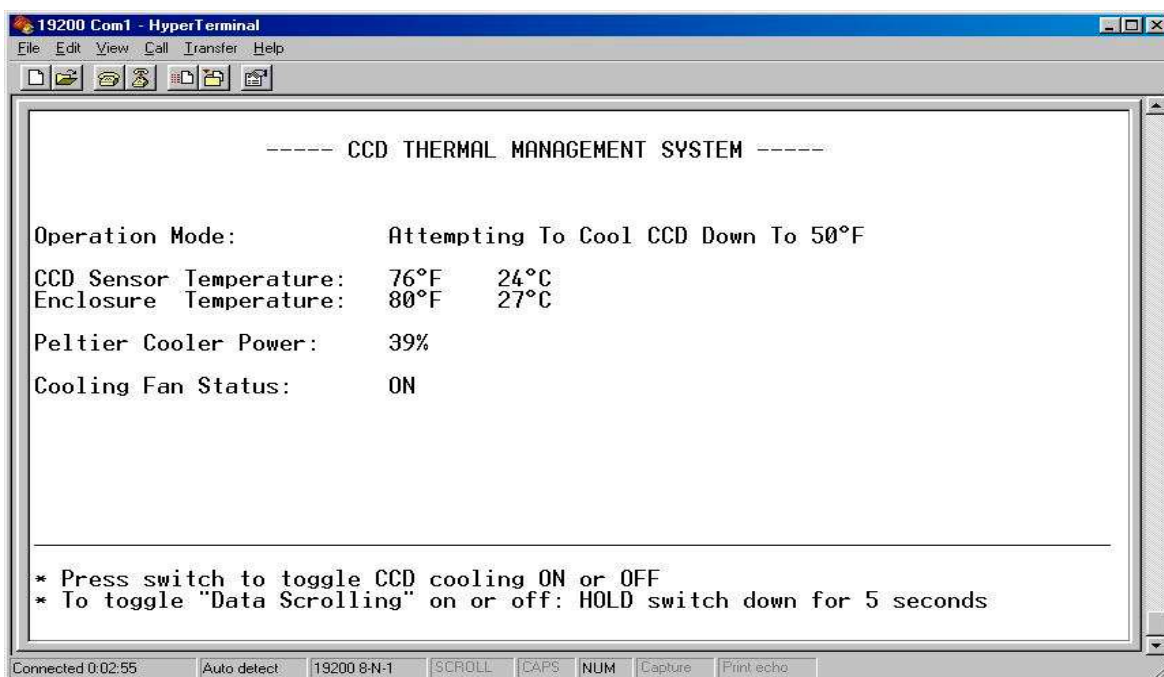 19200 Com1 - HyperTerminal
File Edit View Call Transfer Help
----- CCD THERMAL MANAGEMENT SYSTEM -----
Operation Mode: Attempting To Cool CCD Down To 50°F
CCD Sensor Temperature: 76°F 24°C
Enclosure Temperature: 80°F 27°C
Peltier Cooler Power: 39%
Cooling Fan Status: ON
* Press switch to toggle CCD cooling ON or OFF
* To toggle "Data Scrolling" on or off: HOLD switch down for 5 seconds
Connected 0:02:55 Auto detect 19200 8-N-1 SCROLL CAPS NUM Capture Print echo